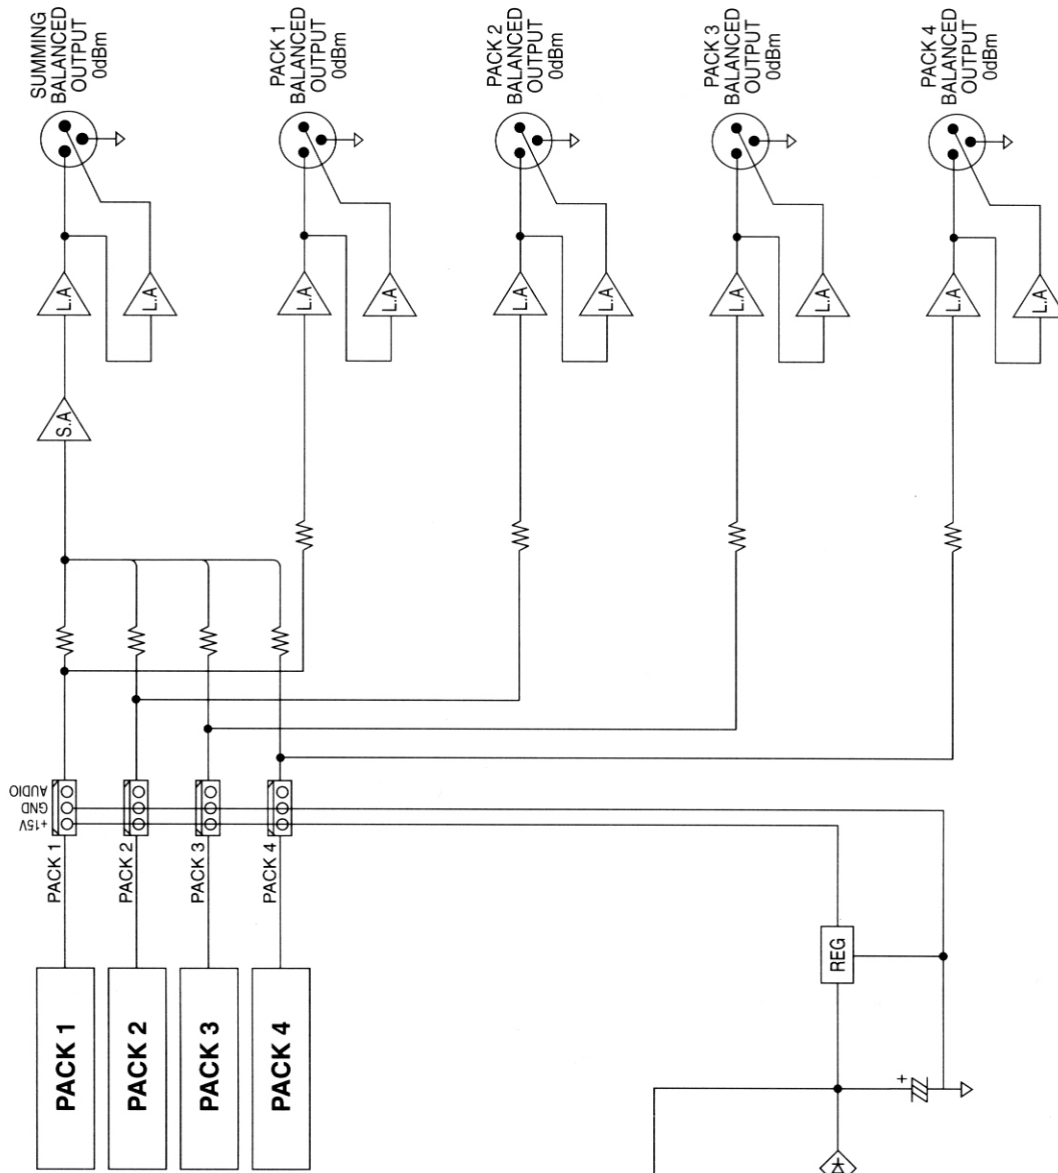 SUMMING
BALANCED
OUTPUT
0dBm
PACK 1
BALANCED
OUTPUT
0dBm
PACK 2
BALANCED
OUTPUT
0dBm
PACK 3
BALANCED
OUTPUT
0dBm
PACK 4
BALANCED
OUTPUT
0dBm
L.A
L.A
L.A
L.A
L.A
L.A
L.A
L.A
L.A
L.A
S.A
AUDIO
GND
+15V
PACK 1
PACK 2
PACK 3
PACK 4
REG
PACK 1
PACK 2
PACK 3
PACK 4
+